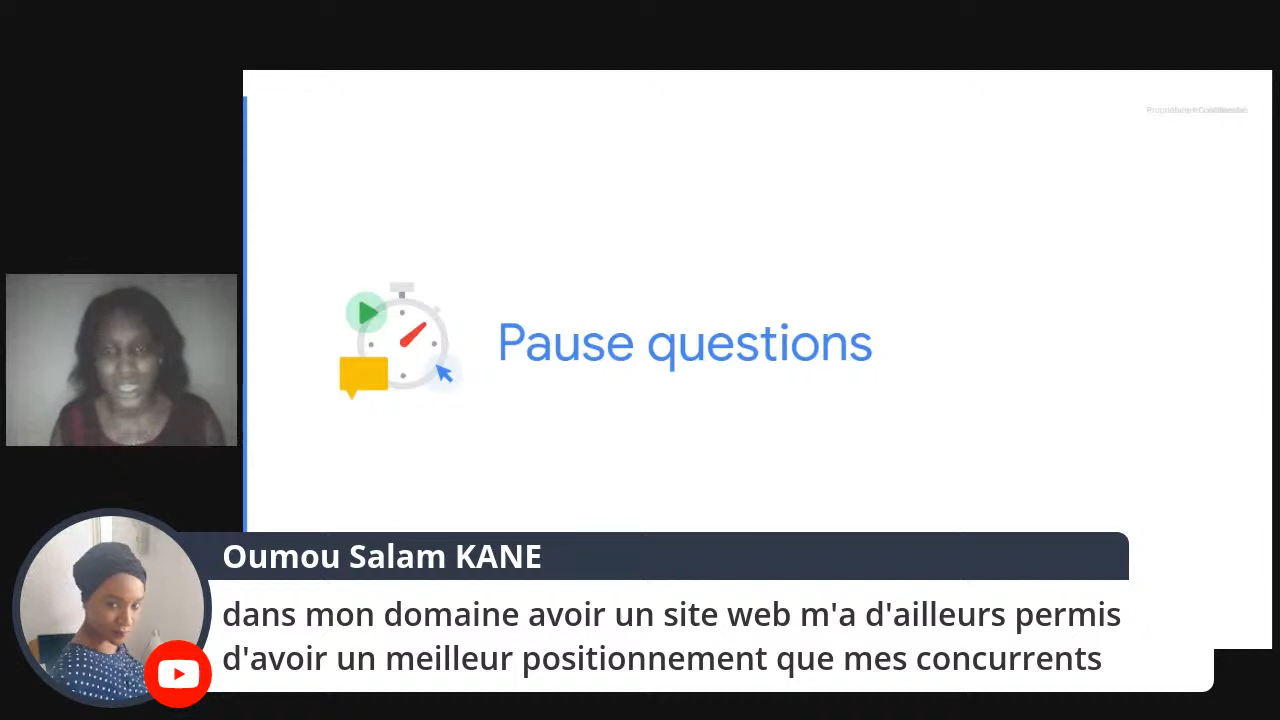 Pause questions
Oumou Salam KANE
dans mon domaine avoir un site web m'a d'ailleurs permis
d'avoir un meilleur positionnement que mes concurrents